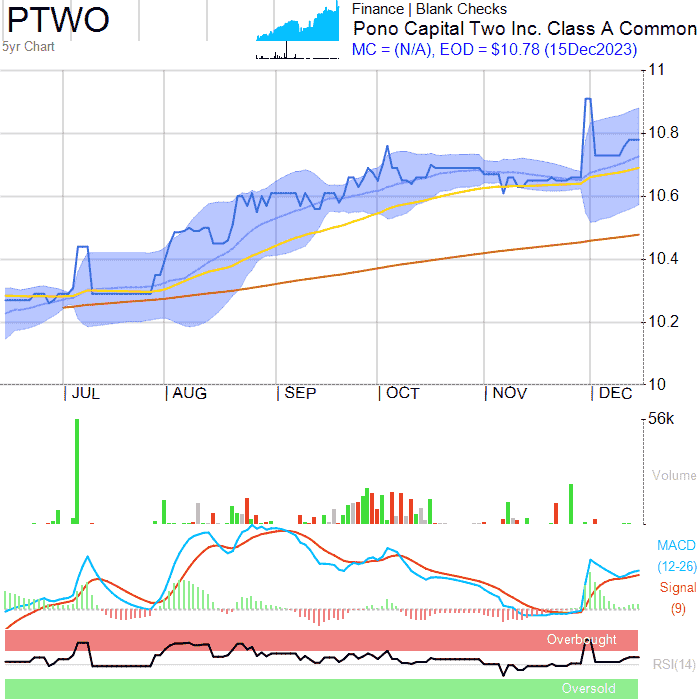 PTWO
Finance | Blank Checks
Pono Capital Two Inc. Class A Common
5yr Chart
MC = (N/A), EOD = $10.78 (15Dec2023)
11
10.8
10.6
10.4
10.2
10
JUL AUG SEP OCT NOV DEC
56k
Volume
MACD
(12-26)
Signal
(9)
Overbought
RSI(14)
Oversold